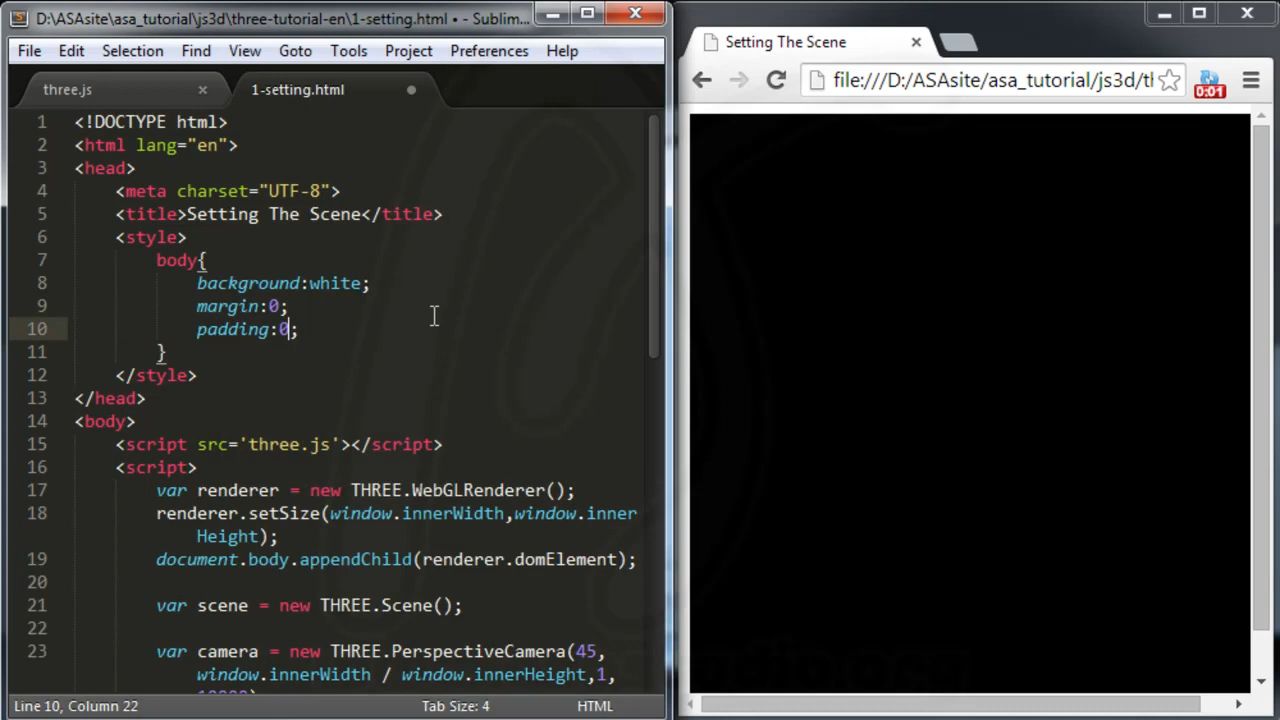 D:\ASAsite\asa_tutorial\js3d\three-tutorial-en\1-setting.html • - Sublim...
File Edit Selection Find View Goto Tools Project Preferences Help
three.js
1-setting.html
1 <!DOCTYPE html>
2 <html lang="en">
3 <head>
4 <meta charset="UTF-8">
5 <title>Setting The Scene</title>
6 <style>
7 body{
8 background:white;
9 margin:0;
10 padding:0;
11 }
12 </style>
13 </head>
14 <body>
15 <script src='three.js'></script>
16 <script>
17 var renderer = new THREE.WebGLRenderer();
18 renderer.setSize(window.innerWidth,window.inner
Height);
19 document.body.appendChild(renderer.domElement);
20
21 var scene = new THREE.Scene();
22
23 var camera = new THREE.PerspectiveCamera(45,
window.innerWidth / window.innerHeight,1,
Line 10, Column 22
Tab Size: 4
HTML
Setting The Scene
file:///D:/ASAsite/asa_tutorial/js3d/th
0:01